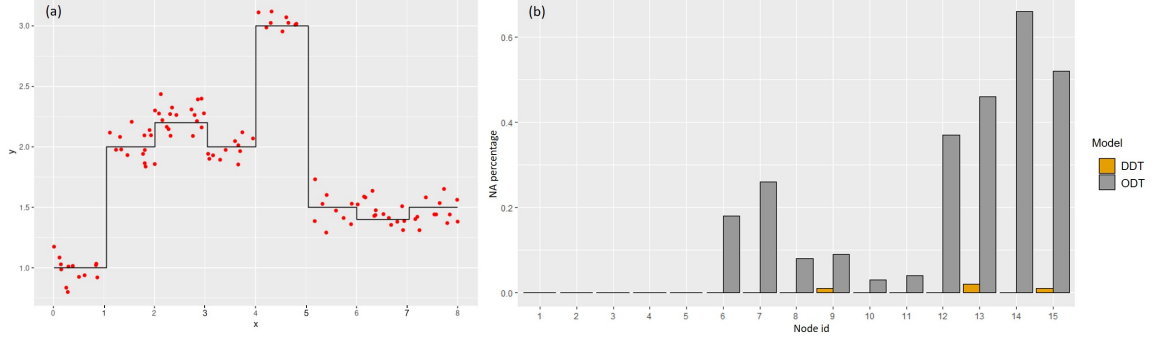 (a)
3.0
2.5
2.0
1.5
1.0
y
0 1 2 3 4 5 6 7 8
x
(b)
0.6
0.4
0.2
0.0
NA percentage
1 2 3 4 5 6 7 8 9 10 11 12 13 14 15
Node id
Model
DDT
ODT